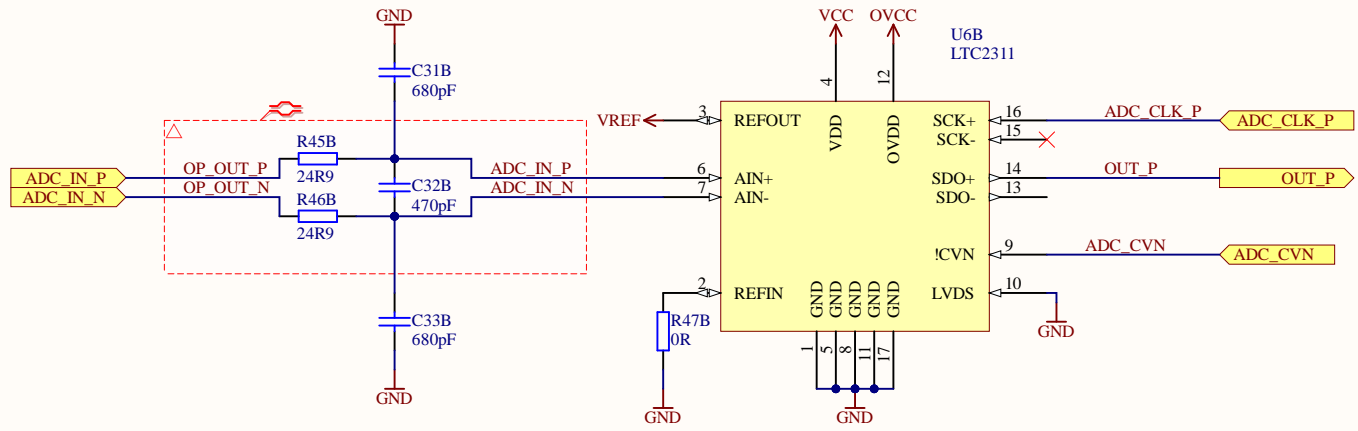 GND
C31B
680pF
VCC
OVCC
U6B
LTC2311
4
12
VREF
3
REFOUT
VDD
OVDD
SCK+
16
ADC_CLK_P
ADC_CLK_P
SCK-
15
R45B
24R9
ADC_IN_P
OP_OUT_P
ADC_IN_P
6
AIN+
SDO+
14
OUT_P
OUT_P
ADC_IN_N
OP_OUT_N
C32B
470pF
ADC_IN_N
7
AIN-
SDO-
13
R46B
24R9
!CVN
9
ADC_CVN
ADC_CVN
2
REFIN
LVDS
10
GND
GND
GND
GND
GND
GND
C33B
680pF
R47B
0R
1
5
8
11
17
GND
GND
GND